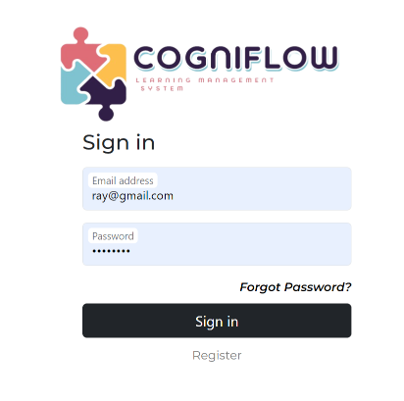 COGNIFLOW
LEARNING MANAGEMENT
SYSTEM
Sign in
Email address
ray@gmail.com
Password
••••••••
Forgot Password?
Sign in
Register